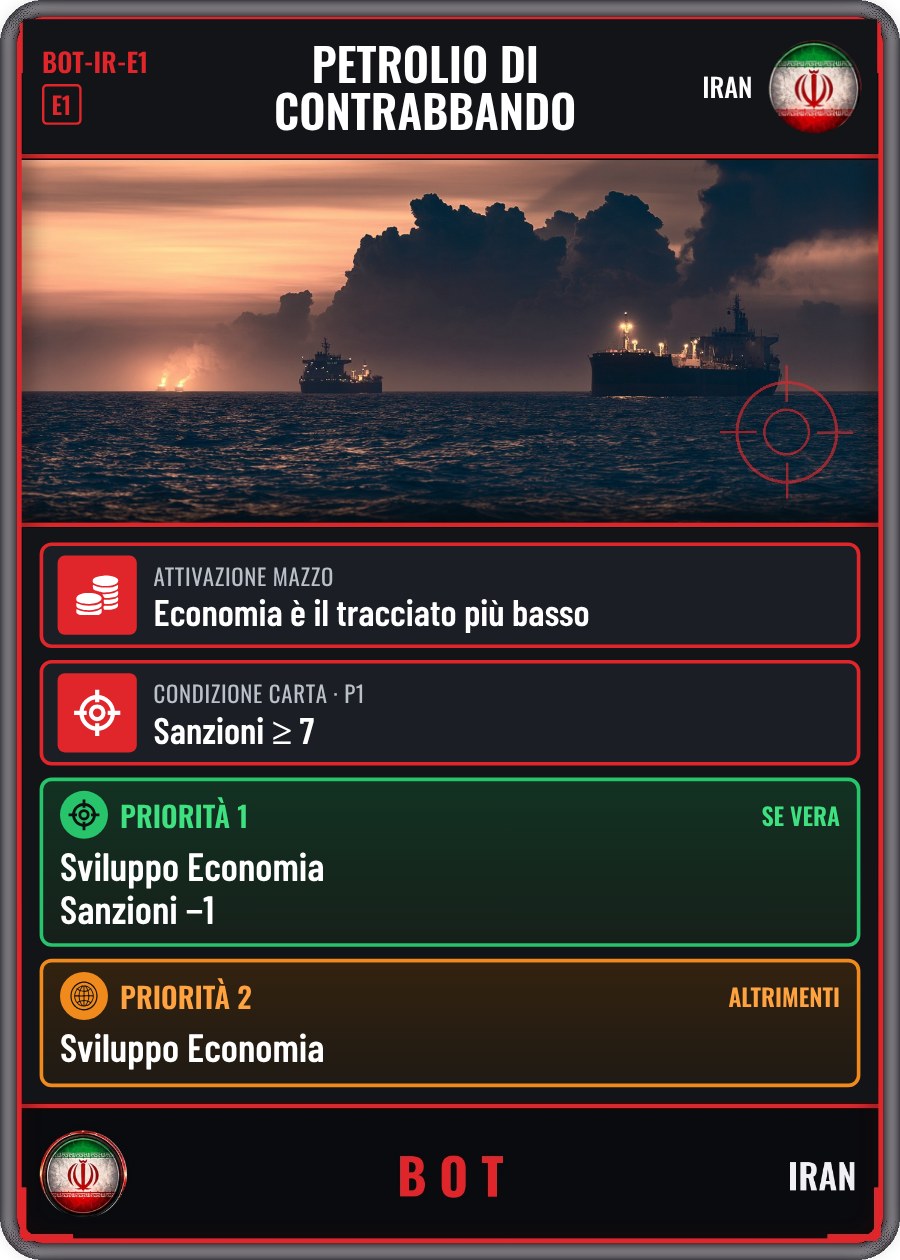 BOT-IR-E1
E1
PETROLIO DI
CONTRABBANDO
IRAN
ATTIVAZIONE MAZZO
Economia è il tracciato più basso
CONDIZIONE CARTA · P1
Sanzioni ≥ 7
PRIORITÀ 1
SE VERA
Sviluppo Economia
Sanzioni −1
PRIORITÀ 2
ALTRIMENTI
Sviluppo Economia
BOT
IRAN